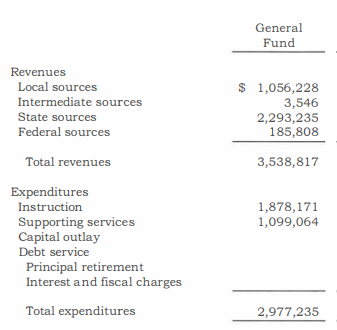 General
Fund
Revenues
Local sources $ 1,056,228
Intermediate sources 3,546
State sources 2,293,235
Federal sources 185,808
Total revenues 3,538,817
Expenditures
Instruction 1,878,171
Supporting services 1,099,064
Capital outlay
Debt service
Principal retirement
Interest and fiscal charges
Total expenditures 2,977,235